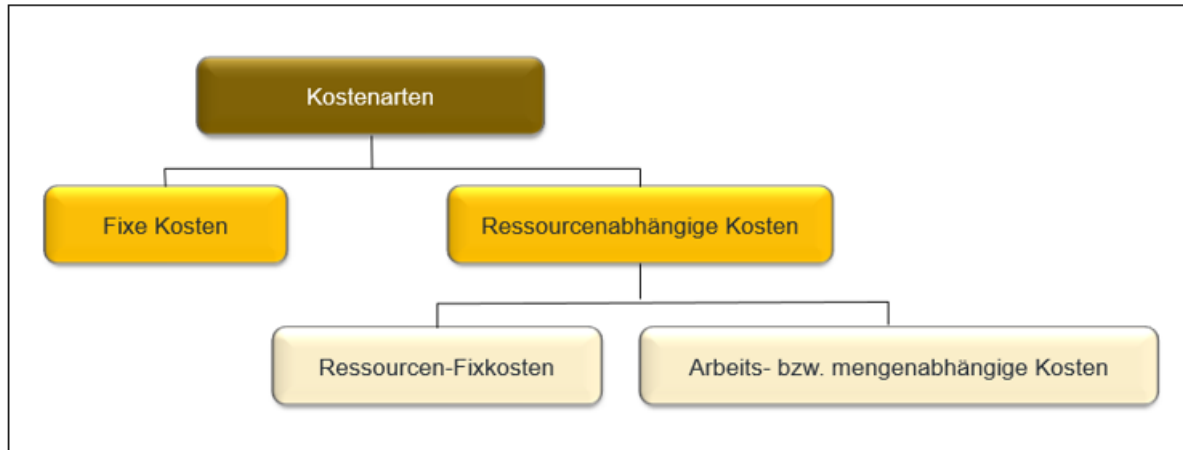 Kostenarten
Fixe Kosten
Ressourcenabhängige Kosten
Ressourcen-Fixkosten
Arbeits- bzw. mengenabhängige Kosten